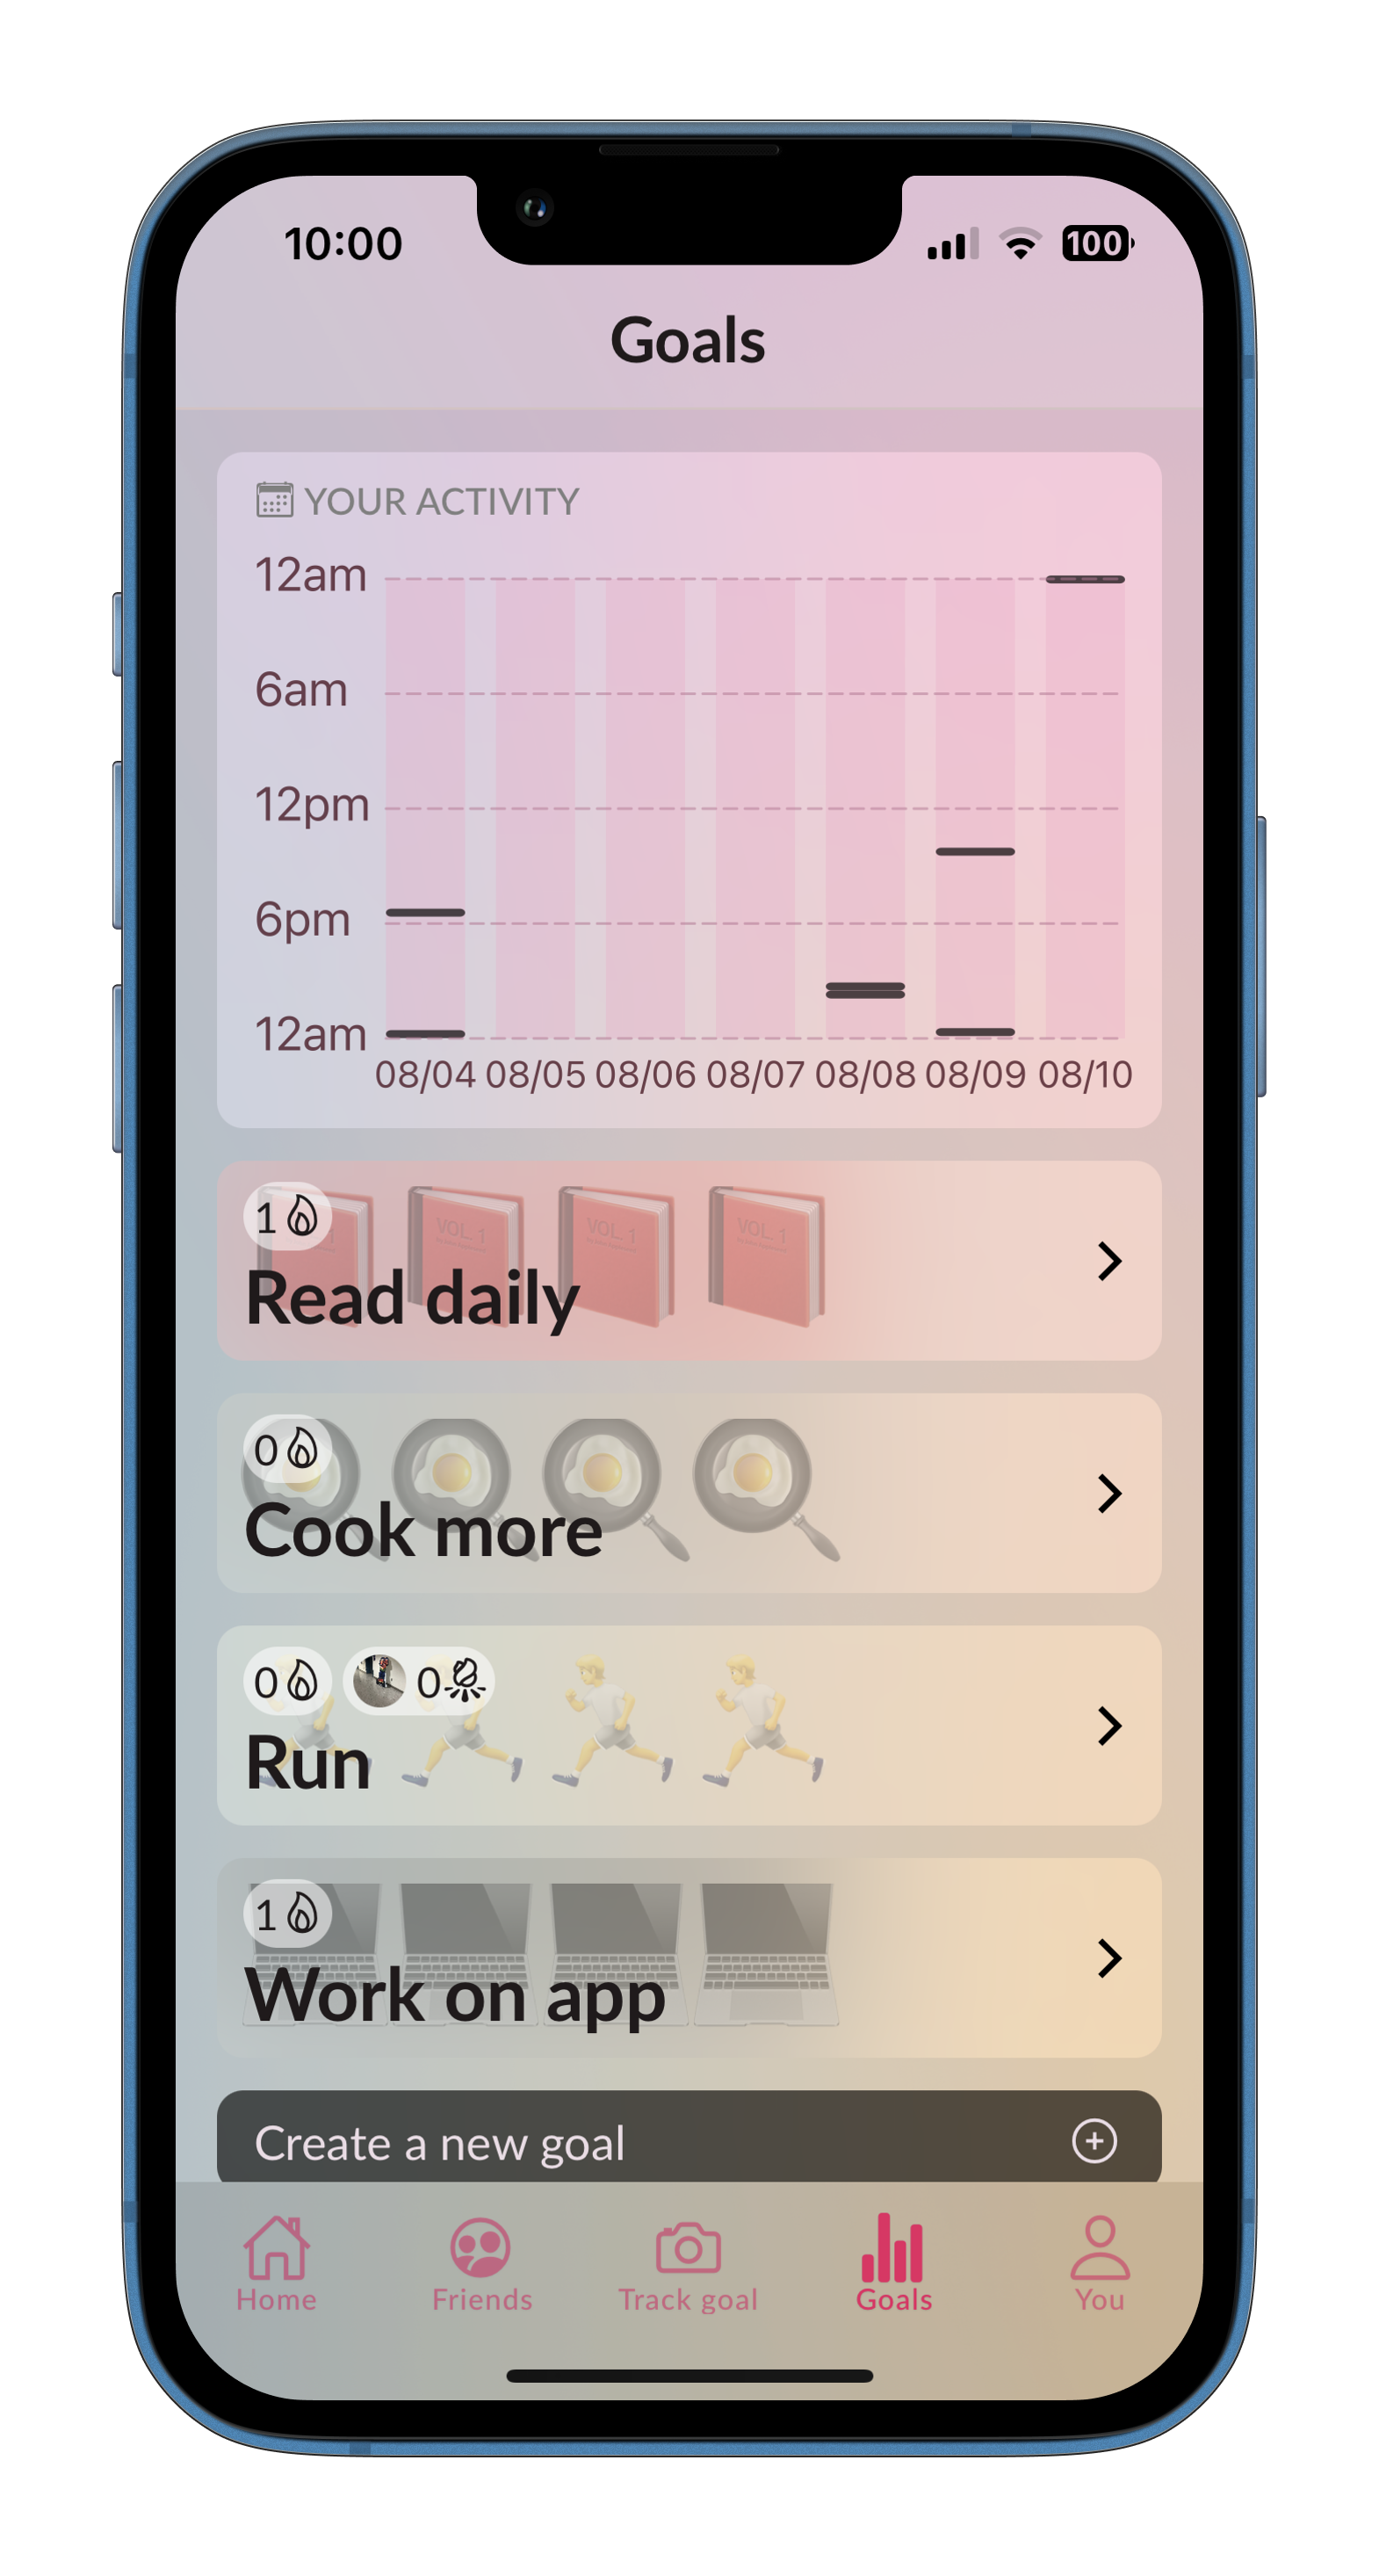 10:00
100
Goals
YOUR ACTIVITY
12am
6am
12pm
6pm
12am
08/04 08/05 08/06 08/07 08/08 08/09 08/10
1
VOL. 1 VOL. 1 VOL. 1
Read daily
0
Cook more
0 0
Run
1
Work on app
Create a new goal
Home Friends Track goal Goals You